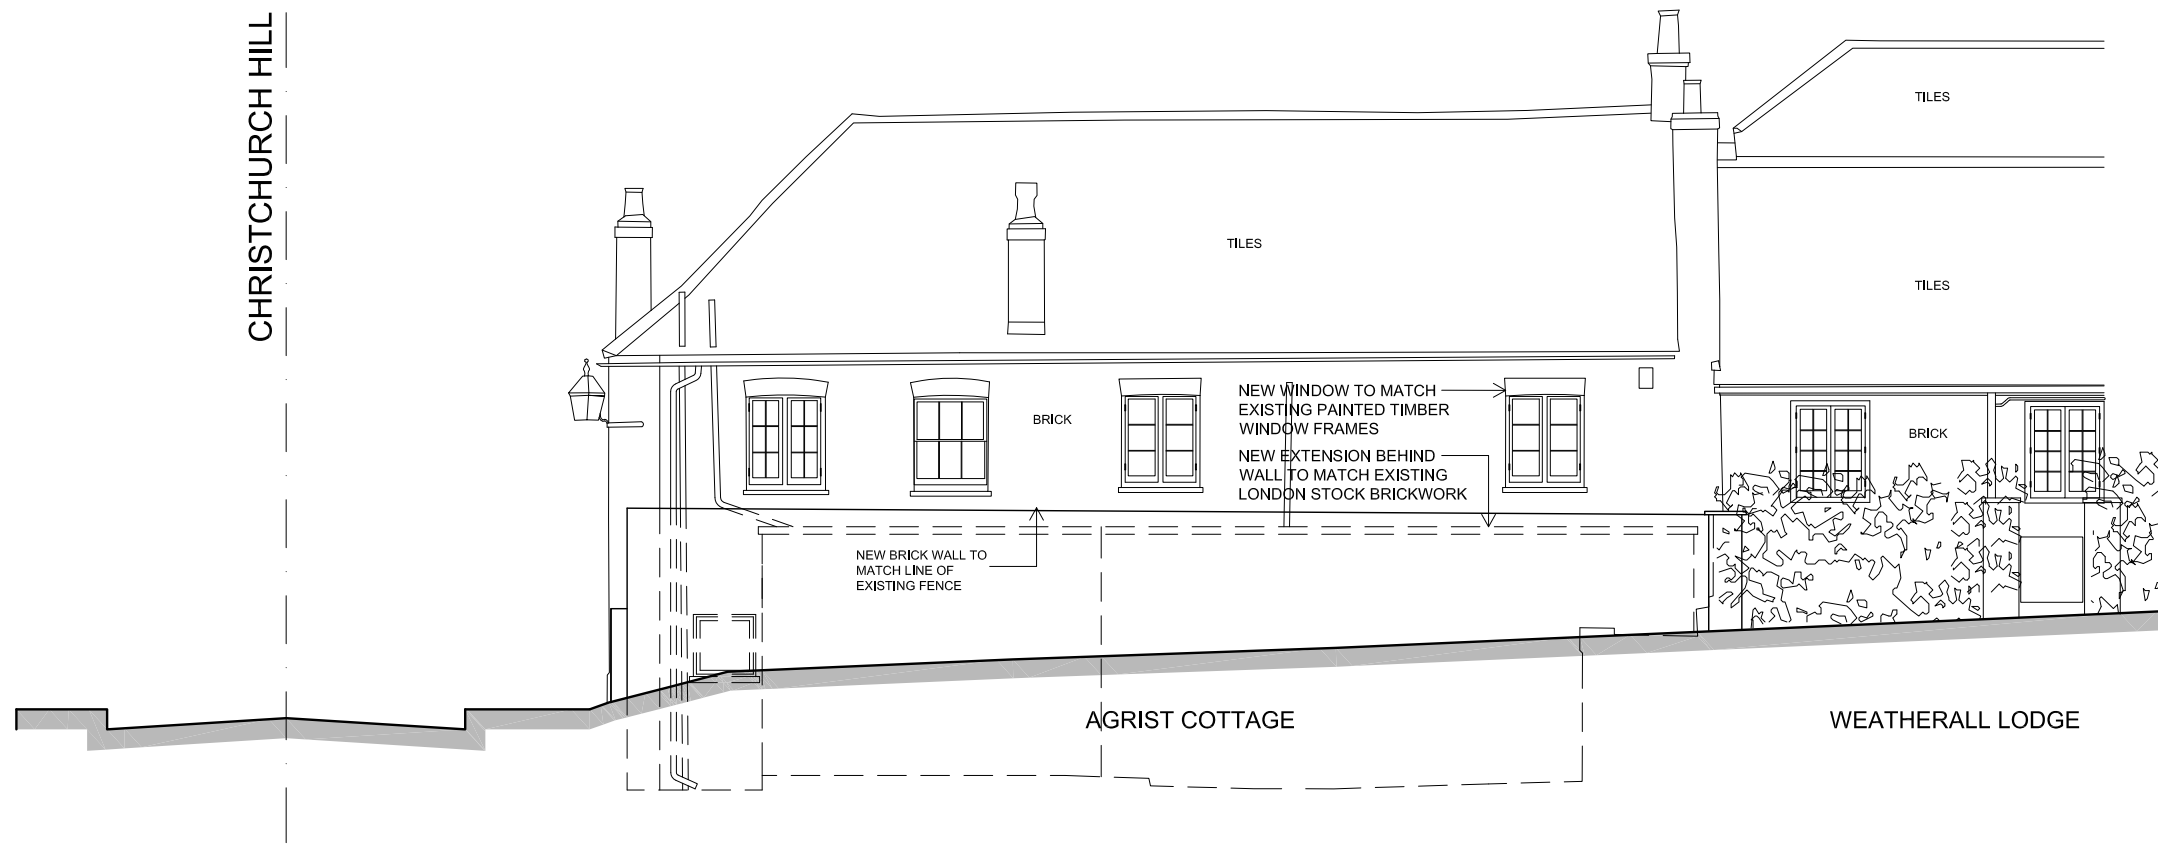 CHRISTCHURCH HILL
TILES
TILES
TILES
NEW WINDOW TO MATCH
EXISTING PAINTED TIMBER
WINDOW FRAMES
BRICK
BRICK
NEW EXTENSION BEHIND
WALL TO MATCH EXISTING
LONDON STOCK BRICKWORK
NEW BRICK WALL TO
MATCH LINE OF
EXISTING FENCE
AGRIST COTTAGE
WEATHERALL LODGE